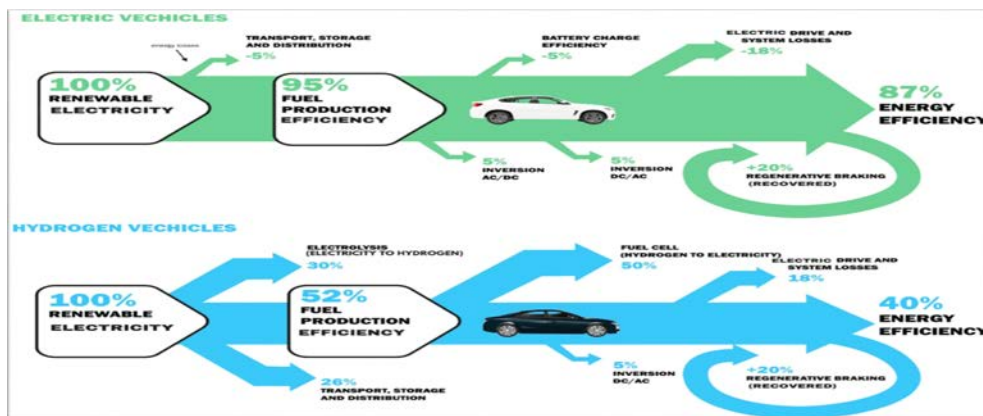 ELECTRIC VECHICLES
energy losses
TRANSPORT, STORAGE
AND DISTRIBUTION
-5%
BATTERY CHARGE
EFFICIENCY
-5%
ELECTRIC DRIVE AND
SYSTEM LOSSES
-18%
100%
RENEWABLE
ELECTRICITY
95%
FUEL
PRODUCTION
EFFICIENCY
87%
ENERGY
EFFICIENCY
5%
INVERSION
AC/DC
5%
INVERSION
DC/AC
+20%
REGENERATIVE BRAKING
(RECOVERED)
HYDROGEN VECHICLES
ELECTROLYSIS
(ELECTRICITY TO HYDROGEN)
30%
FUEL CELL
(HYDROGEN TO ELECTRICITY)
50%
ELECTRIC DRIVE AND
SYSTEM LOSSES
18%
100%
RENEWABLE
ELECTRICITY
52%
FUEL
PRODUCTION
EFFICIENCY
40%
ENERGY
EFFICIENCY
26%
TRANSPORT, STORAGE
AND DISTRIBUTION
5%
INVERSION
DC/AC
+20%
REGENERATIVE BRAKING
(RECOVERED)